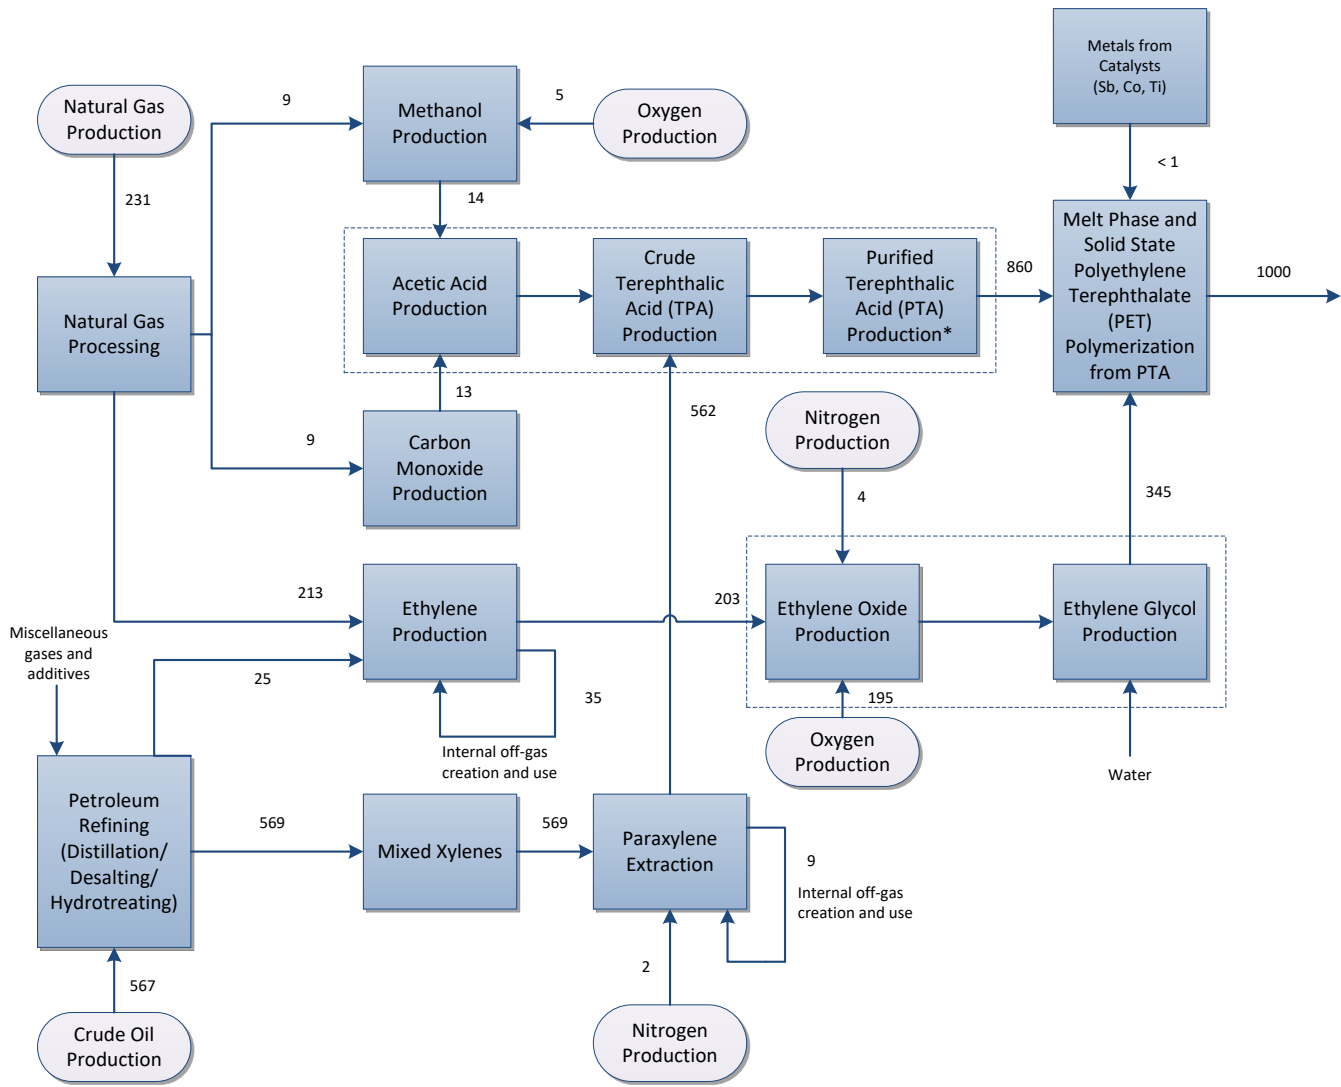 Metals from
Catalysts
(Sb, Co, Ti)
Natural Gas
Production
9
Methanol
Production
5
Oxygen
Production
< 1
231
14
Melt Phase and
Solid State
Polyethylene
Terephthalate
(PET)
Polymerization
from PTA
Acetic Acid
Production
Crude
Terephthalic
Acid (TPA)
Production
Purified
Terephthalic
Acid (PTA)
Production*
860
1000
Natural Gas
Processing
13
562
Nitrogen
Production
9
Carbon
Monoxide
Production
4
345
213
Ethylene
Production
203
Ethylene Oxide
Production
Ethylene Glycol
Production
Miscellaneous
gases and
additives
25
35
195
Internal off-gas
creation and use
Oxygen
Production
Water
Petroleum
Refining
(Distillation/
Desalting/
Hydrotreating)
569
Mixed Xylenes
569
Paraxylene
Extraction
9
Internal off-gas
creation and use
567
2
Crude Oil
Production
Nitrogen
Production